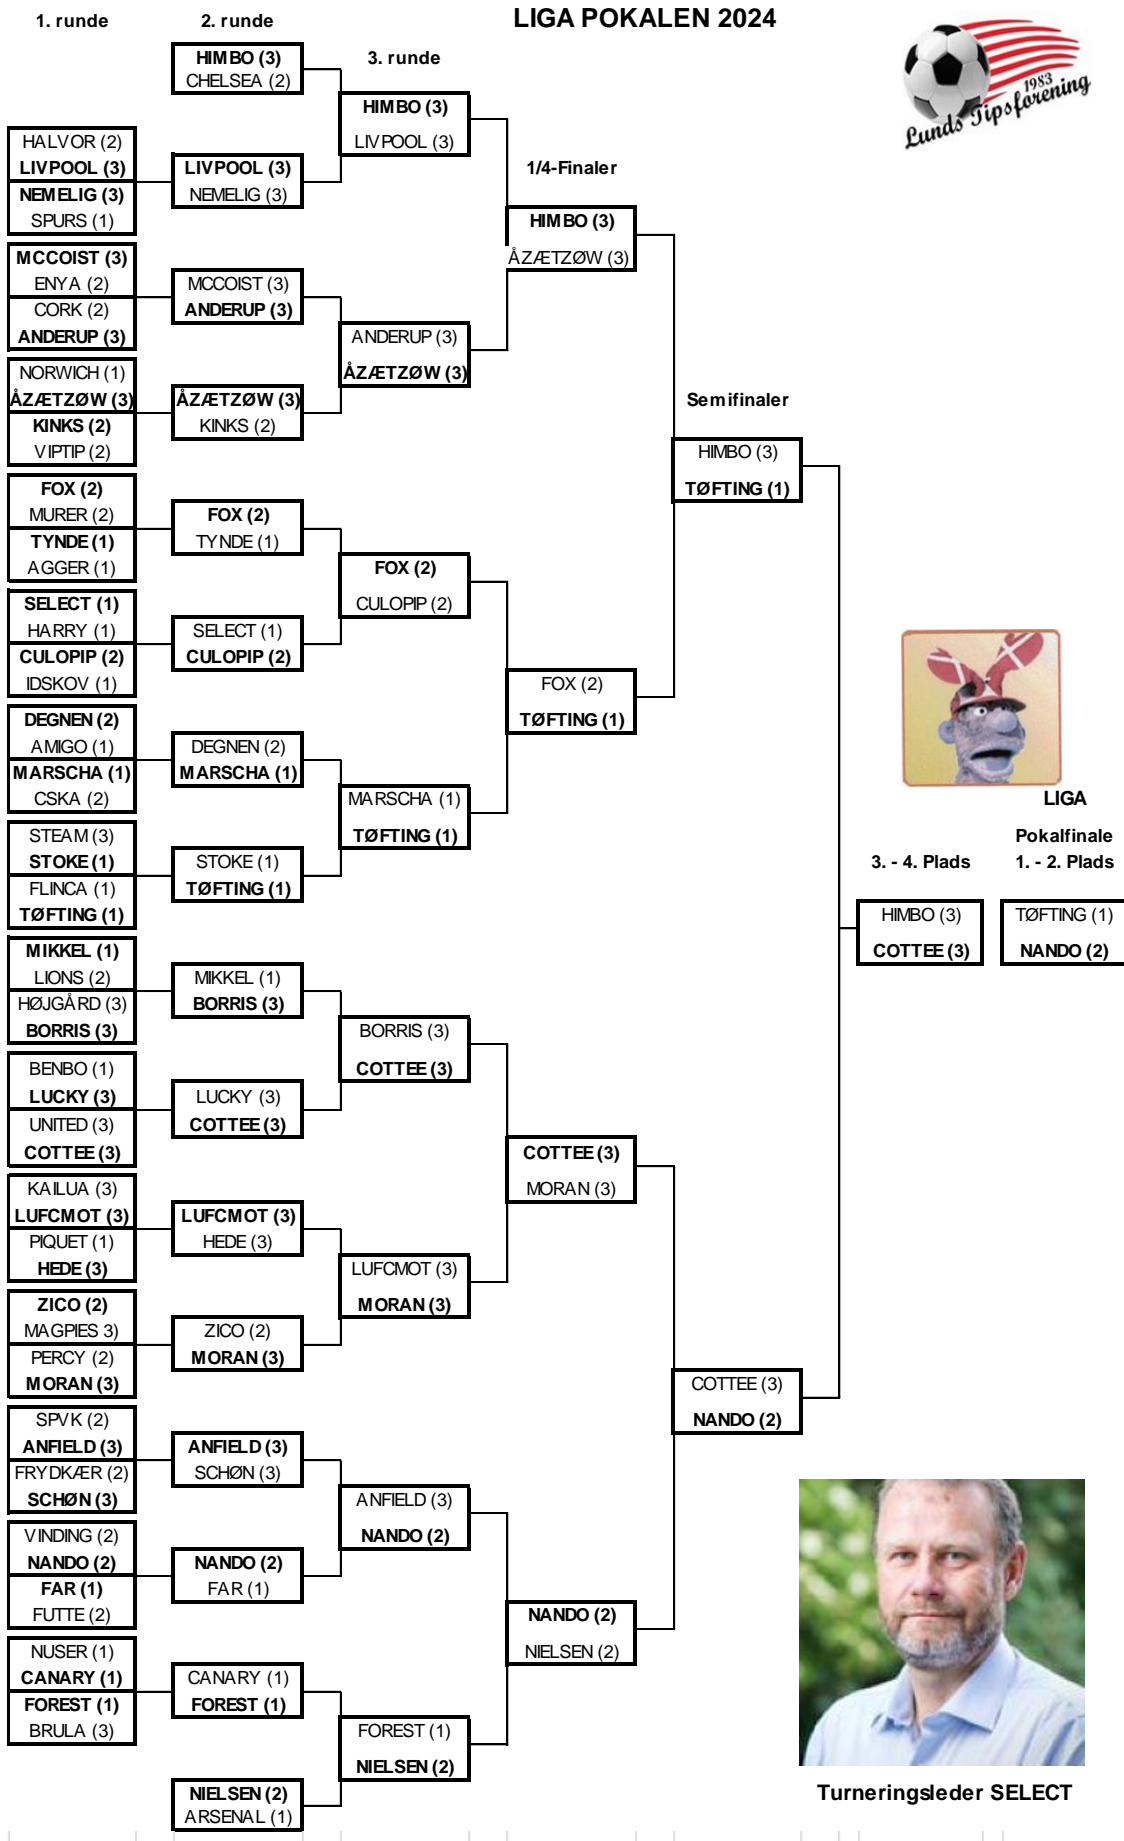 LIGA POKALEN 2024
1. runde
2. runde
3. runde
1/4-Finaler
Semifinaler
1983
Lunds Tipsforening
HALVOR (2)
LIVPOOL (3)
NEMELIG (3)
SPURS (1)
MCCOIST (3)
ENYA (2)
CORK (2)
ANDERUP (3)
NORWICH (1)
ÅZÆTZØW (3)
KINKS (2)
VIPTIP (2)
FOX (2)
MURER (2)
TYNDE (1)
AGGER (1)
SELECT (1)
HARRY (1)
CULOPIP (2)
IDSKOV (1)
DEGNEN (2)
AMIGO (1)
MARSCHA (1)
CSKA (2)
STEAM (3)
STOKE (1)
FLINCA (1)
TØFTING (1)
MIKKEL (1)
LIONS (2)
HØJGÅRD (3)
BORRIS (3)
BENBO (1)
LUCKY (3)
UNITED (3)
COTTEE (3)
KAILUA (3)
LUFCMOT (3)
PIQUET (1)
HEDE (3)
ZICO (2)
MAGPIES 3)
PERCY (2)
MORAN (3)
SPVK (2)
ANFIELD (3)
FRYDKÆR (2)
SCHØN (3)
VINDING (2)
NANDO (2)
FAR (1)
FUTTE (2)
NUSER (1)
CANARY (1)
FOREST (1)
BRULA (3)
HIMBO (3)
CHELSEA (2)
LIVPOOL (3)
NEMELIG (3)
MCCOIST (3)
ANDERUP (3)
ÅZÆTZØW (3)
KINKS (2)
FOX (2)
TYNDE (1)
SELECT (1)
CULOPIP (2)
DEGNEN (2)
MARSCHA (1)
STOKE (1)
TØFTING (1)
MIKKEL (1)
BORRIS (3)
LUCKY (3)
COTTEE (3)
LUFCMOT (3)
HEDE (3)
ZICO (2)
MORAN (3)
ANFIELD (3)
SCHØN (3)
NANDO (2)
FAR (1)
CANARY (1)
FOREST (1)
NIELSEN (2)
ARSENAL (1)
HIMBO (3)
LIVPOOL (3)
ANDERUP (3)
ÅZÆTZØW (3)
FOX (2)
CULOPIP (2)
MARSCHA (1)
TØFTING (1)
BORRIS (3)
COTTEE (3)
LUFCMOT (3)
MORAN (3)
ANFIELD (3)
NANDO (2)
FOREST (1)
NIELSEN (2)
HIMBO (3)
ÅZÆTZØW (3)
FOX (2)
TØFTING (1)
COTTEE (3)
MORAN (3)
NANDO (2)
NIELSEN (2)
HIMBO (3)
TØFTING (1)
COTTEE (3)
NANDO (2)
3. - 4. Plads
HIMBO (3)
COTTEE (3)
LIGA
Pokalfinale
1. - 2. Plads
TØFTING (1)
NANDO (2)
Turneringsleder SELECT